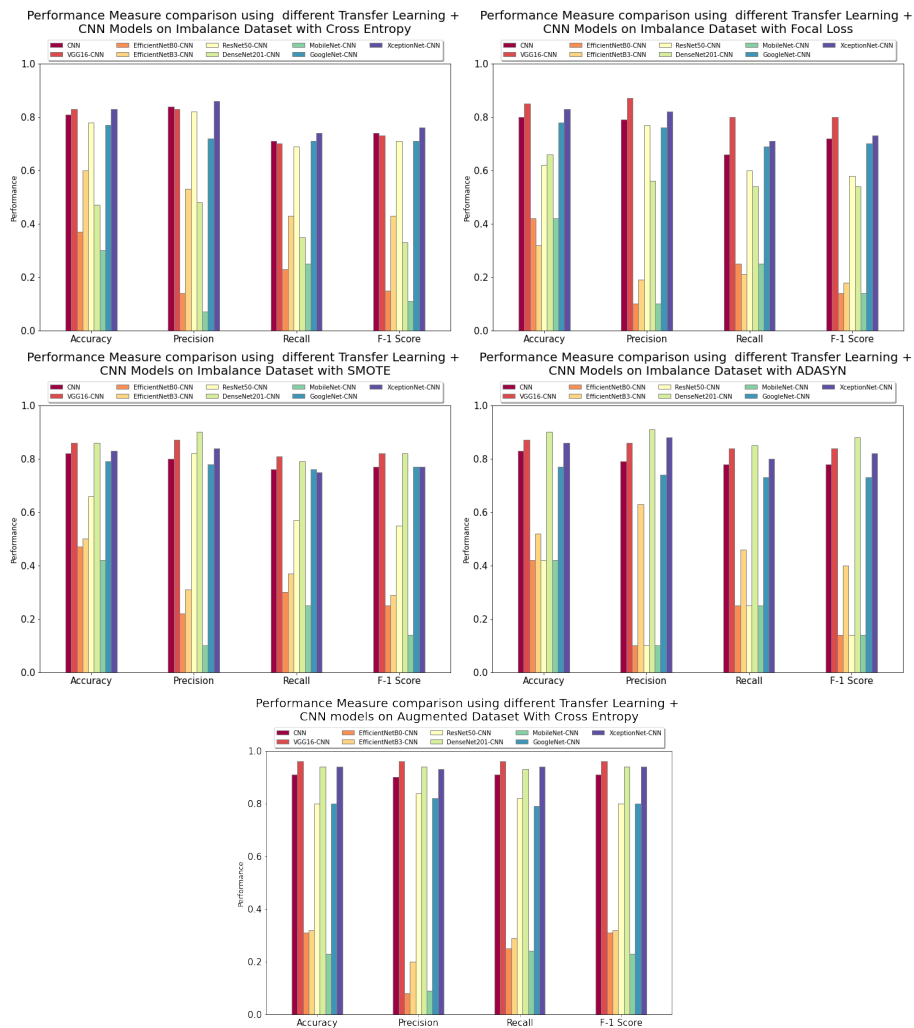 Performance Measure comparison using different Transfer Learning +
CNN Models on Imbalance Dataset with Cross Entropy
CNN EfficientNetB0-CNN ResNet50-CNN MobileNet-CNN XceptionNet-CNN
VGG16-CNN EfficientNetB3-CNN DenseNet201-CNN GoogleNet-CNN
1.0
0.8
0.6
0.4
0.2
0.0
Performance
Accuracy Precision Recall F-1 Score
Performance Measure comparison using different Transfer Learning +
CNN Models on Imbalance Dataset with Focal Loss
CNN EfficientNetB0-CNN ResNet50-CNN MobileNet-CNN XceptionNet-CNN
VGG16-CNN EfficientNetB3-CNN DenseNet201-CNN GoogleNet-CNN
1.0
0.8
0.6
0.4
0.2
0.0
Performance
Accuracy Precision Recall F-1 Score
Performance Measure comparison using different Transfer Learning +
CNN Models on Imbalance Dataset with SMOTE
CNN EfficientNetB0-CNN ResNet50-CNN MobileNet-CNN XceptionNet-CNN
VGG16-CNN EfficientNetB3-CNN DenseNet201-CNN GoogleNet-CNN
1.0
0.8
0.6
0.4
0.2
0.0
Performance
Accuracy Precision Recall F-1 Score
Performance Measure comparison using different Transfer Learning +
CNN Models on Imbalance Dataset with ADASYN
CNN EfficientNetB0-CNN ResNet50-CNN MobileNet-CNN XceptionNet-CNN
VGG16-CNN EfficientNetB3-CNN DenseNet201-CNN GoogleNet-CNN
1.0
0.8
0.6
0.4
0.2
0.0
Performance
Accuracy Precision Recall F-1 Score
Performance Measure comparison using different Transfer Learning +
CNN models on Augmented Dataset With Cross Entropy
CNN EfficientNetB0-CNN ResNet50-CNN MobileNet-CNN XceptionNet-CNN
VGG16-CNN EfficientNetB3-CNN DenseNet201-CNN GoogleNet-CNN
1.0
0.8
0.6
0.4
0.2
0.0
Performance
Accuracy Precision Recall F-1 Score